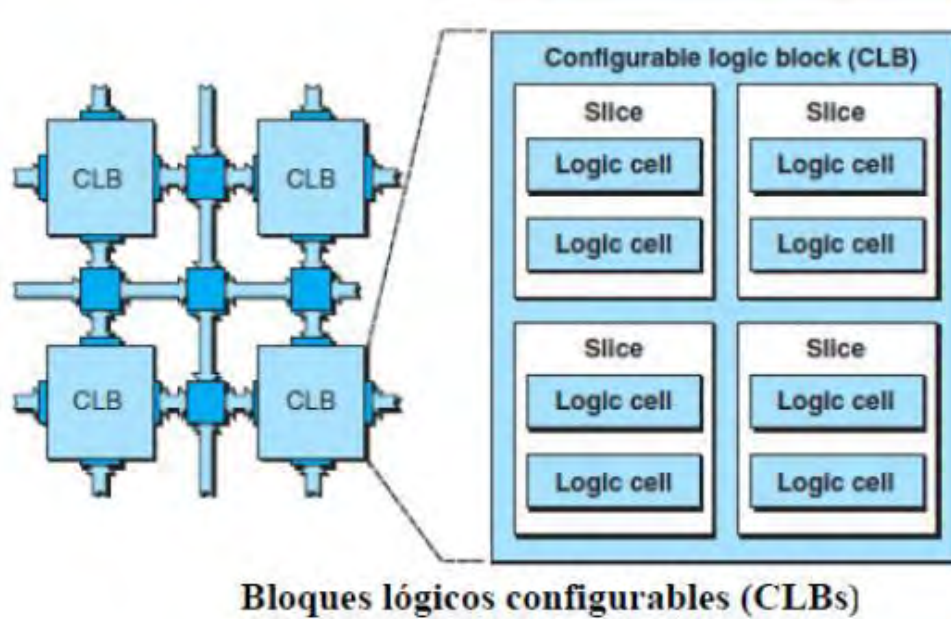 CLB
CLB
CLB
CLB
Configurable logic block (CLB)
Slice
Logic cell
Logic cell
Slice
Logic cell
Logic cell
Slice
Logic cell
Logic cell
Slice
Logic cell
Logic cell
Bloques lógicos configurables (CLBs)